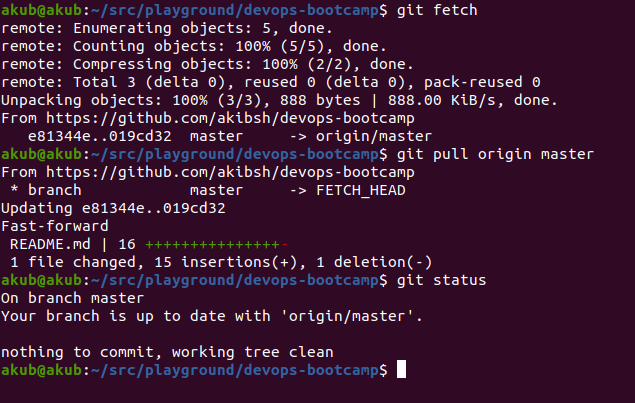 akub@akub:~/src/playground/devops-bootcamp$ git fetch
remote: Enumerating objects: 5, done.
remote: Counting objects: 100% (5/5), done.
remote: Compressing objects: 100% (2/2), done.
remote: Total 3 (delta 0), reused 0 (delta 0), pack-reused 0
Unpacking objects: 100% (3/3), 888 bytes | 888.00 KiB/s, done.
From https://github.com/akibsh/devops-bootcamp
   e81344e..019cd32  master     -> origin/master
akub@akub:~/src/playground/devops-bootcamp$ git pull origin master
From https://github.com/akibsh/devops-bootcamp
 * branch            master     -> FETCH_HEAD
Updating e81344e..019cd32
Fast-forward
 README.md | 16 +++++++++++++++-
 1 file changed, 15 insertions(+), 1 deletion(-)
akub@akub:~/src/playground/devops-bootcamp$ git status
On branch master
Your branch is up to date with 'origin/master'.

nothing to commit, working tree clean
akub@akub:~/src/playground/devops-bootcamp$